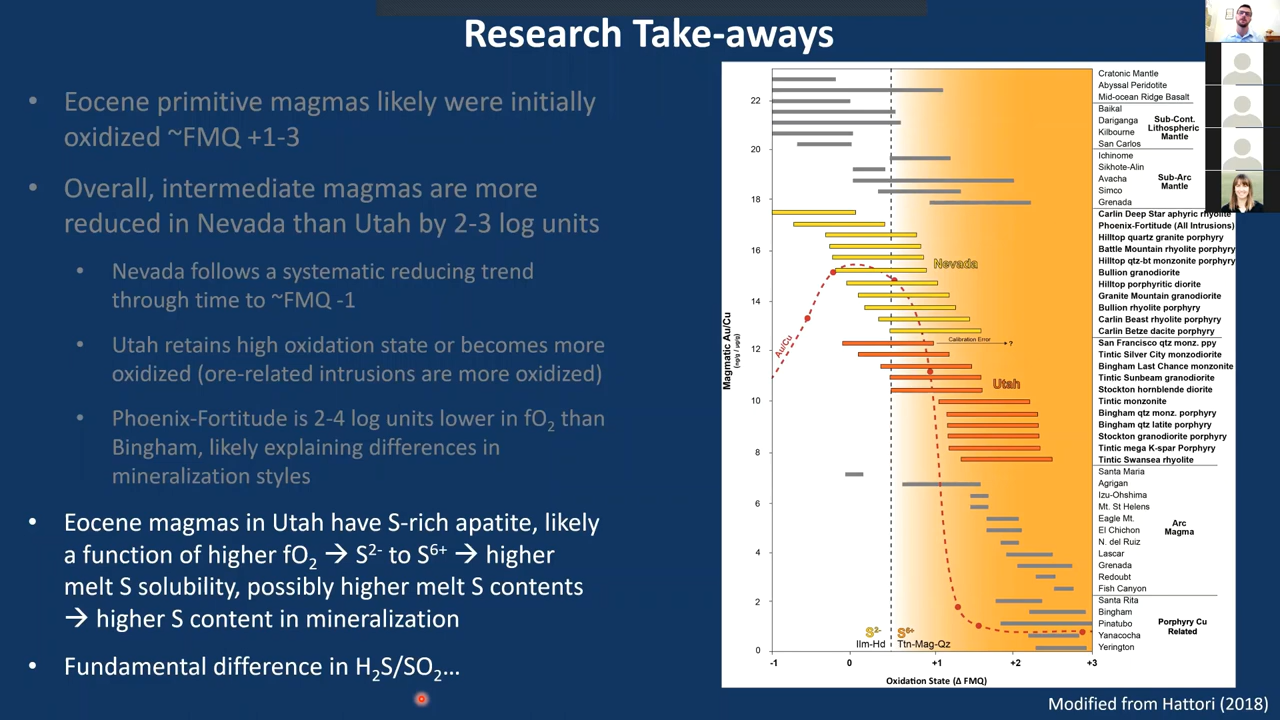 Research Take-aways
• Eocene primitive magmas likely were initially
oxidized ~FMQ +1-3
• Overall, intermediate magmas are more
reduced in Nevada than Utah by 2-3 log units
• Nevada follows a systematic reducing trend
through time to ~FMQ -1
• Utah retains high oxidation state or becomes more
oxidized (ore-related intrusions are more oxidized)
• Phoenix-Fortitude is 2-4 log units lower in fO₂ than
Bingham, likely explaining differences in
mineralization styles
• Eocene magmas in Utah have S-rich apatite, likely
a function of higher fO₂ → S²⁻ to S⁶⁺ → higher
melt S solubility, possibly higher melt S contents
→ higher S content in mineralization
• Fundamental difference in H₂S/SO₂...
Magmatic Au/Cu
(ng/g / µg/g)
22
20
18
16
14
12
10
8
6
4
2
0
Au/Cu
Nevada
Calibration Error
?
Utah
S²⁻
S⁶⁺
Ilm-Hd
Ttn-Mag-Qz
-1
0
+1
+2
+3
Oxidation State (Δ FMQ)
Cratonic Mantle
Abyssal Peridotite
Mid-ocean Ridge Basalt
Baikal
Dariganga
Kilbourne
San Carlos
Sub-Cont.
Lithospheric
Mantle
Ichinome
Sikhote-Alin
Avacha
Simco
Grenada
Sub-Arc
Mantle
Carlin Deep Star aphyric rhyolite
Phoenix-Fortitude (All Intrusions)
Hilltop quartz granite porphyry
Battle Mountain rhyolite porphyry
Hilltop qtz-bt monzonite porphyry
Bullion granodiorite
Hilltop porphyritic diorite
Granite Mountain granodiorite
Bullion rhyolite porphyry
Carlin Beast rhyolite porphyry
Carlin Betze dacite porphyry
San Francisco qtz monz. ppy
Tintic Silver City monzodiorite
Bingham Last Chance monzonite
Tintic Sunbeam granodiorite
Stockton hornblende diorite
Tintic monzonite
Bingham qtz monz. porphyry
Bingham qtz latite porphyry
Stockton granodiorite porphyry
Tintic mega K-spar Porphyry
Tintic Swansea rhyolite
Santa Maria
Agrigan
Izu-Ohshima
Mt. St Helens
Eagle Mt.
El Chichon
N. del Ruiz
Lascar
Grenada
Redoubt
Fish Canyon
Arc
Magma
Santa Rita
Bingham
Pinatubo
Yanacocha
Yerington
Porphyry Cu
Related
Modified from Hattori (2018)